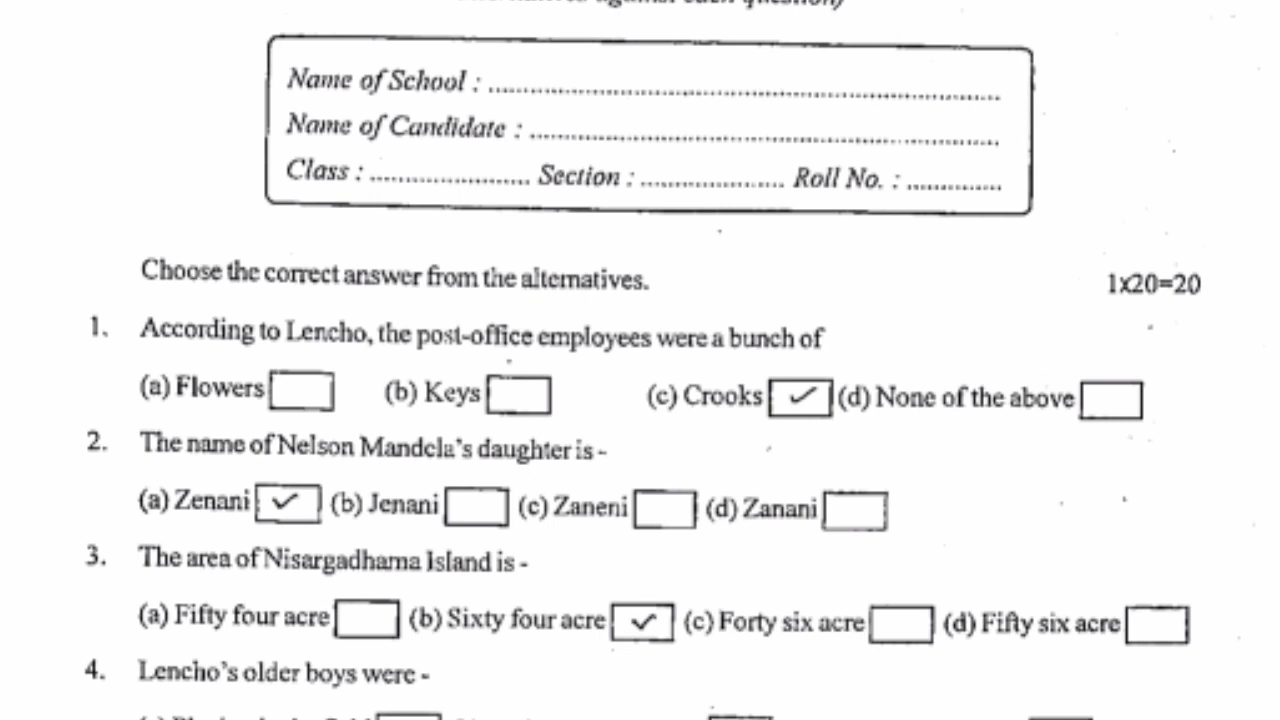 against each question)
Name of School : ........................................
Name of Candidate : ........................................
Class : ........................ Section : ..................... Roll No. : ..............
Choose the correct answer from the alternatives. 1x20=20
1. According to Lencho, the post-office employees were a bunch of
(a) Flowers (b) Keys (c) Crooks ✓ (d) None of the above
2. The name of Nelson Mandela's daughter is -
(a) Zenani ✓ (b) Jenani (c) Zaneni (d) Zanani
3. The area of Nisargadhama Island is -
(a) Fifty four acre (b) Sixty four acre ✓ (c) Forty six acre (d) Fifty six acre
4. Lencho's older boys were -